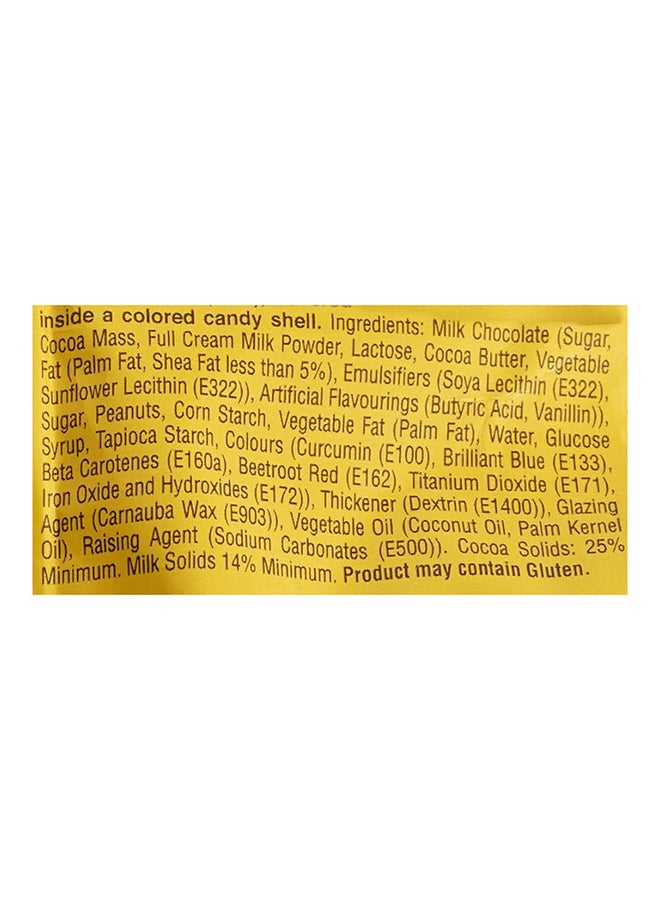 inside a colored candy shell. Ingredients: Milk Chocolate (Sugar,
Cocoa Mass, Full Cream Milk Powder, Lactose, Cocoa Butter, Vegetable
Fat (Palm Fat, Shea Fat less than 5%), Emulsifiers (Soya Lecithin (E322),
Sunflower Lecithin (E322)), Artificial Flavourings (Butyric Acid, Vanillin)),
Sugar, Peanuts, Corn Starch, Vegetable Fat (Palm Fat), Water, Glucose
Syrup, Tapioca Starch, Colours (Curcumin (E100), Brilliant Blue (E133),
Beta Carotenes (E160a), Beetroot Red (E162), Titanium Dioxide (E171),
Iron Oxide and Hydroxides (E172)), Thickener (Dextrin (E1400)), Glazing
Agent (Carnauba Wax (E903)), Vegetable Oil (Coconut Oil, Palm Kernel
Oil), Raising Agent (Sodium Carbonates (E500)). Cocoa Solids: 25%
Minimum. Milk Solids 14% Minimum. Product may contain Gluten.